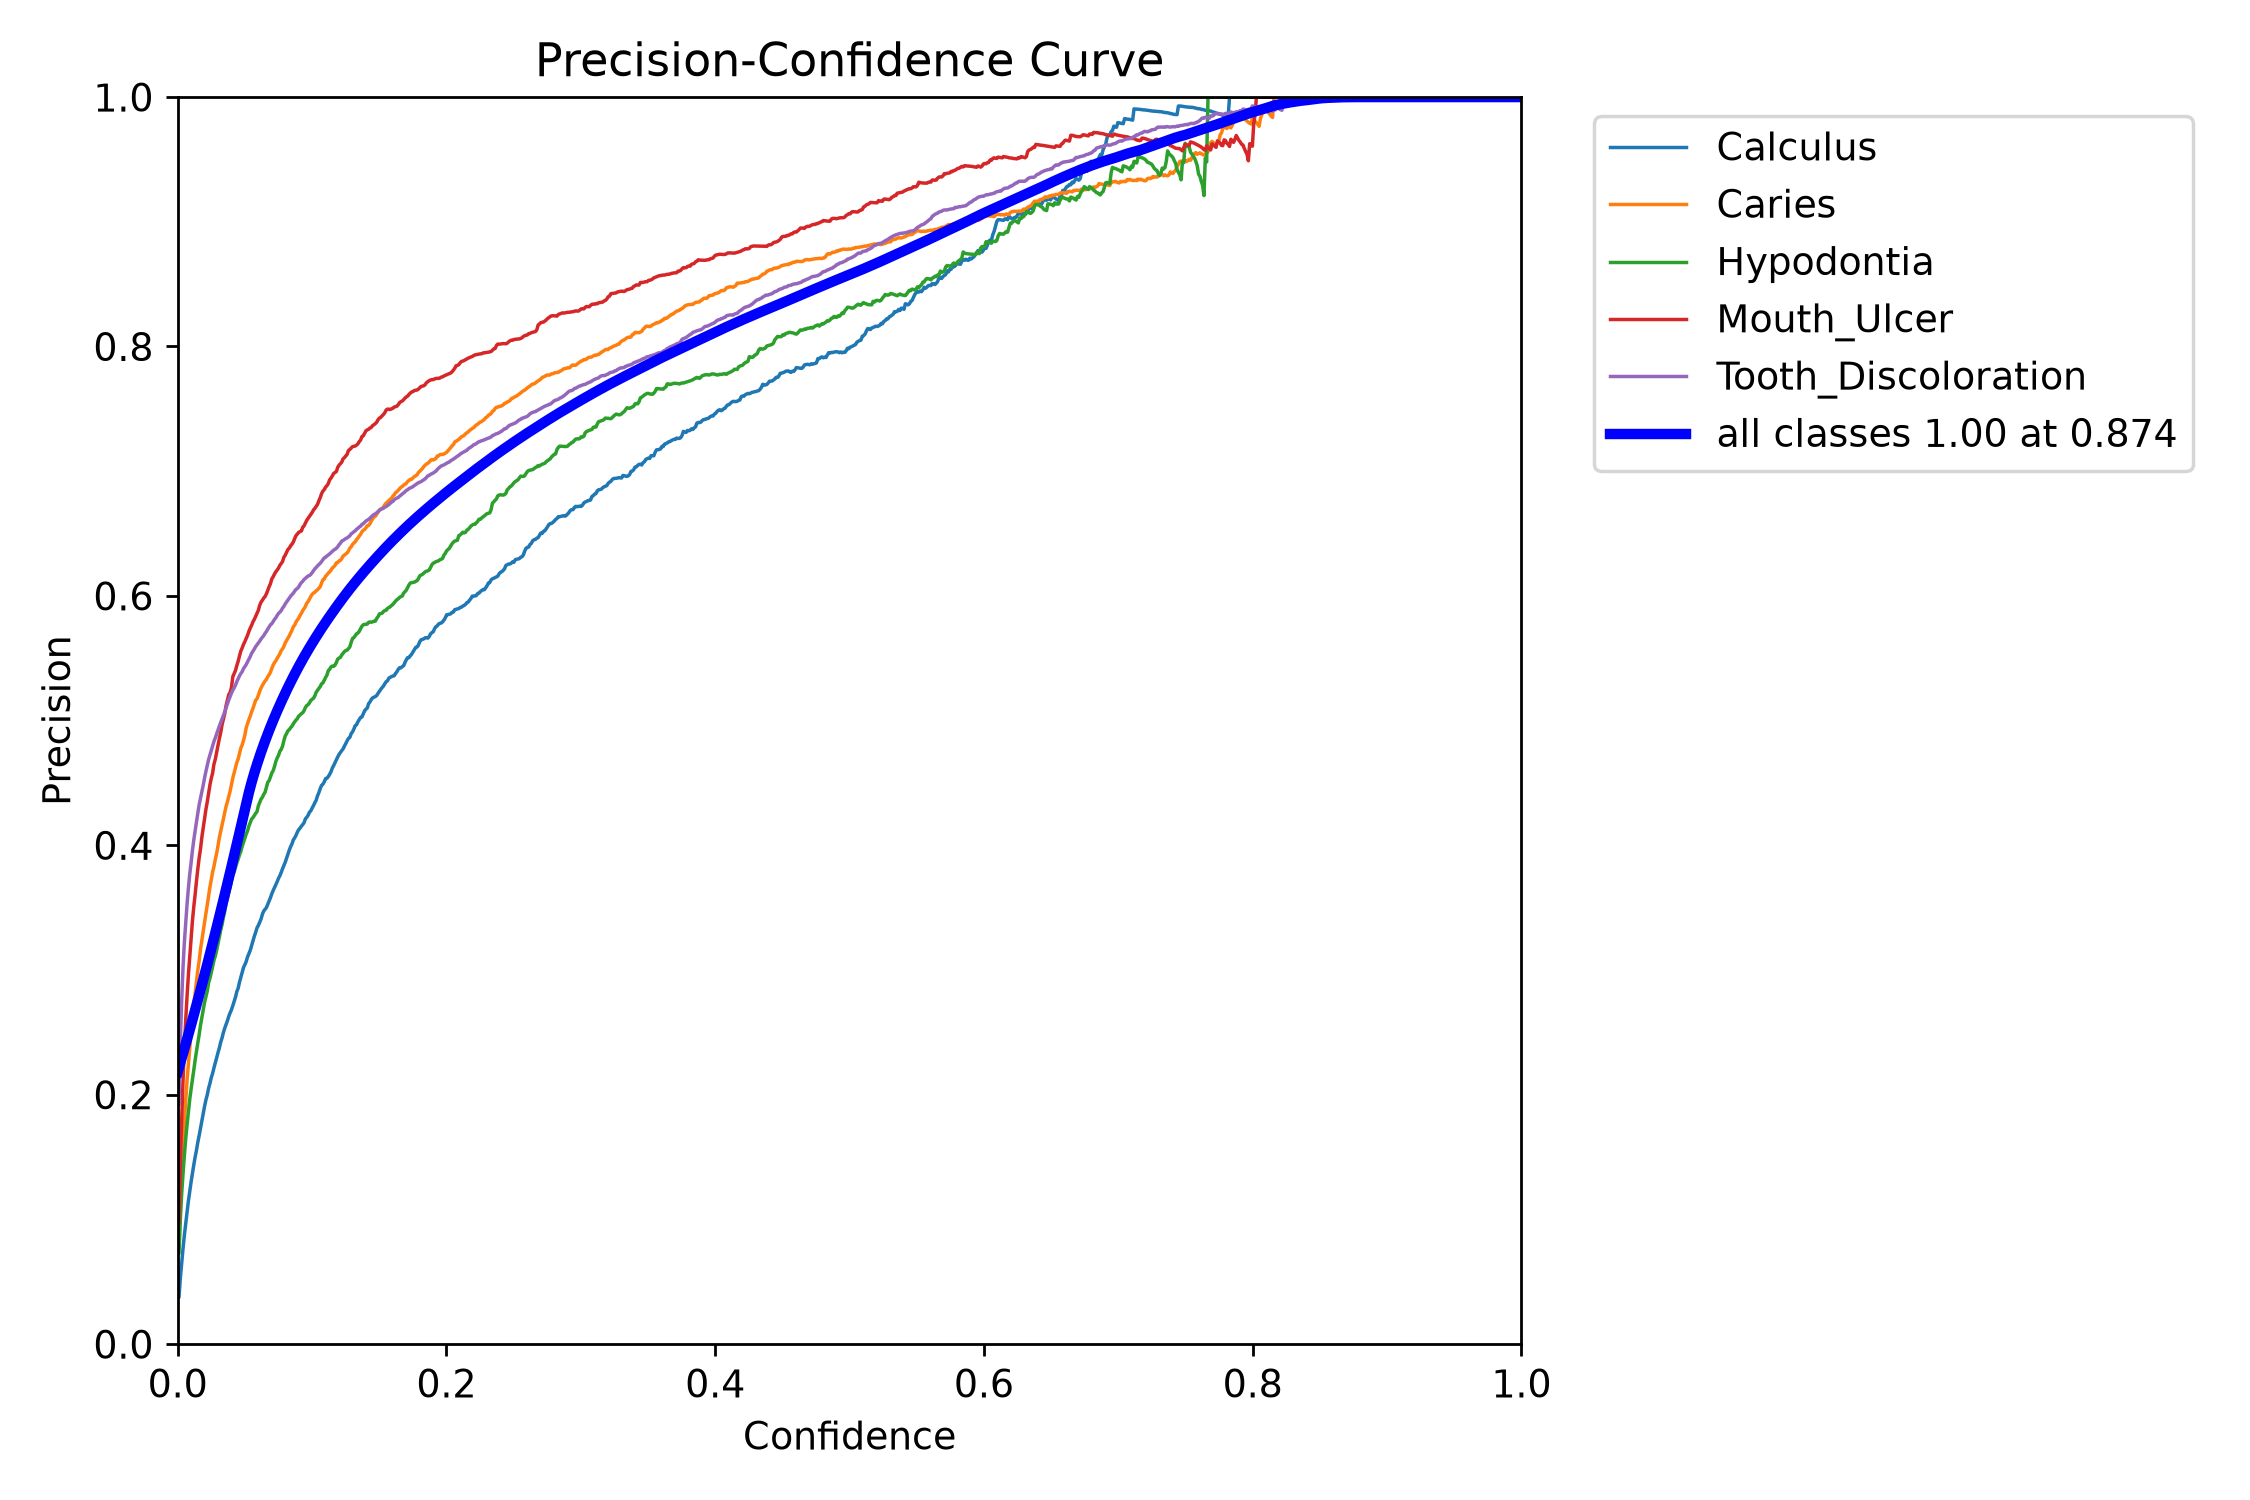 Precision-Confidence Curve
1.0
0.8
0.6
0.4
0.2
0.0
Precision
0.0 0.2 0.4 0.6 0.8 1.0
Confidence
Calculus
Caries
Hypodontia
Mouth_Ulcer
Tooth_Discoloration
all classes 1.00 at 0.874